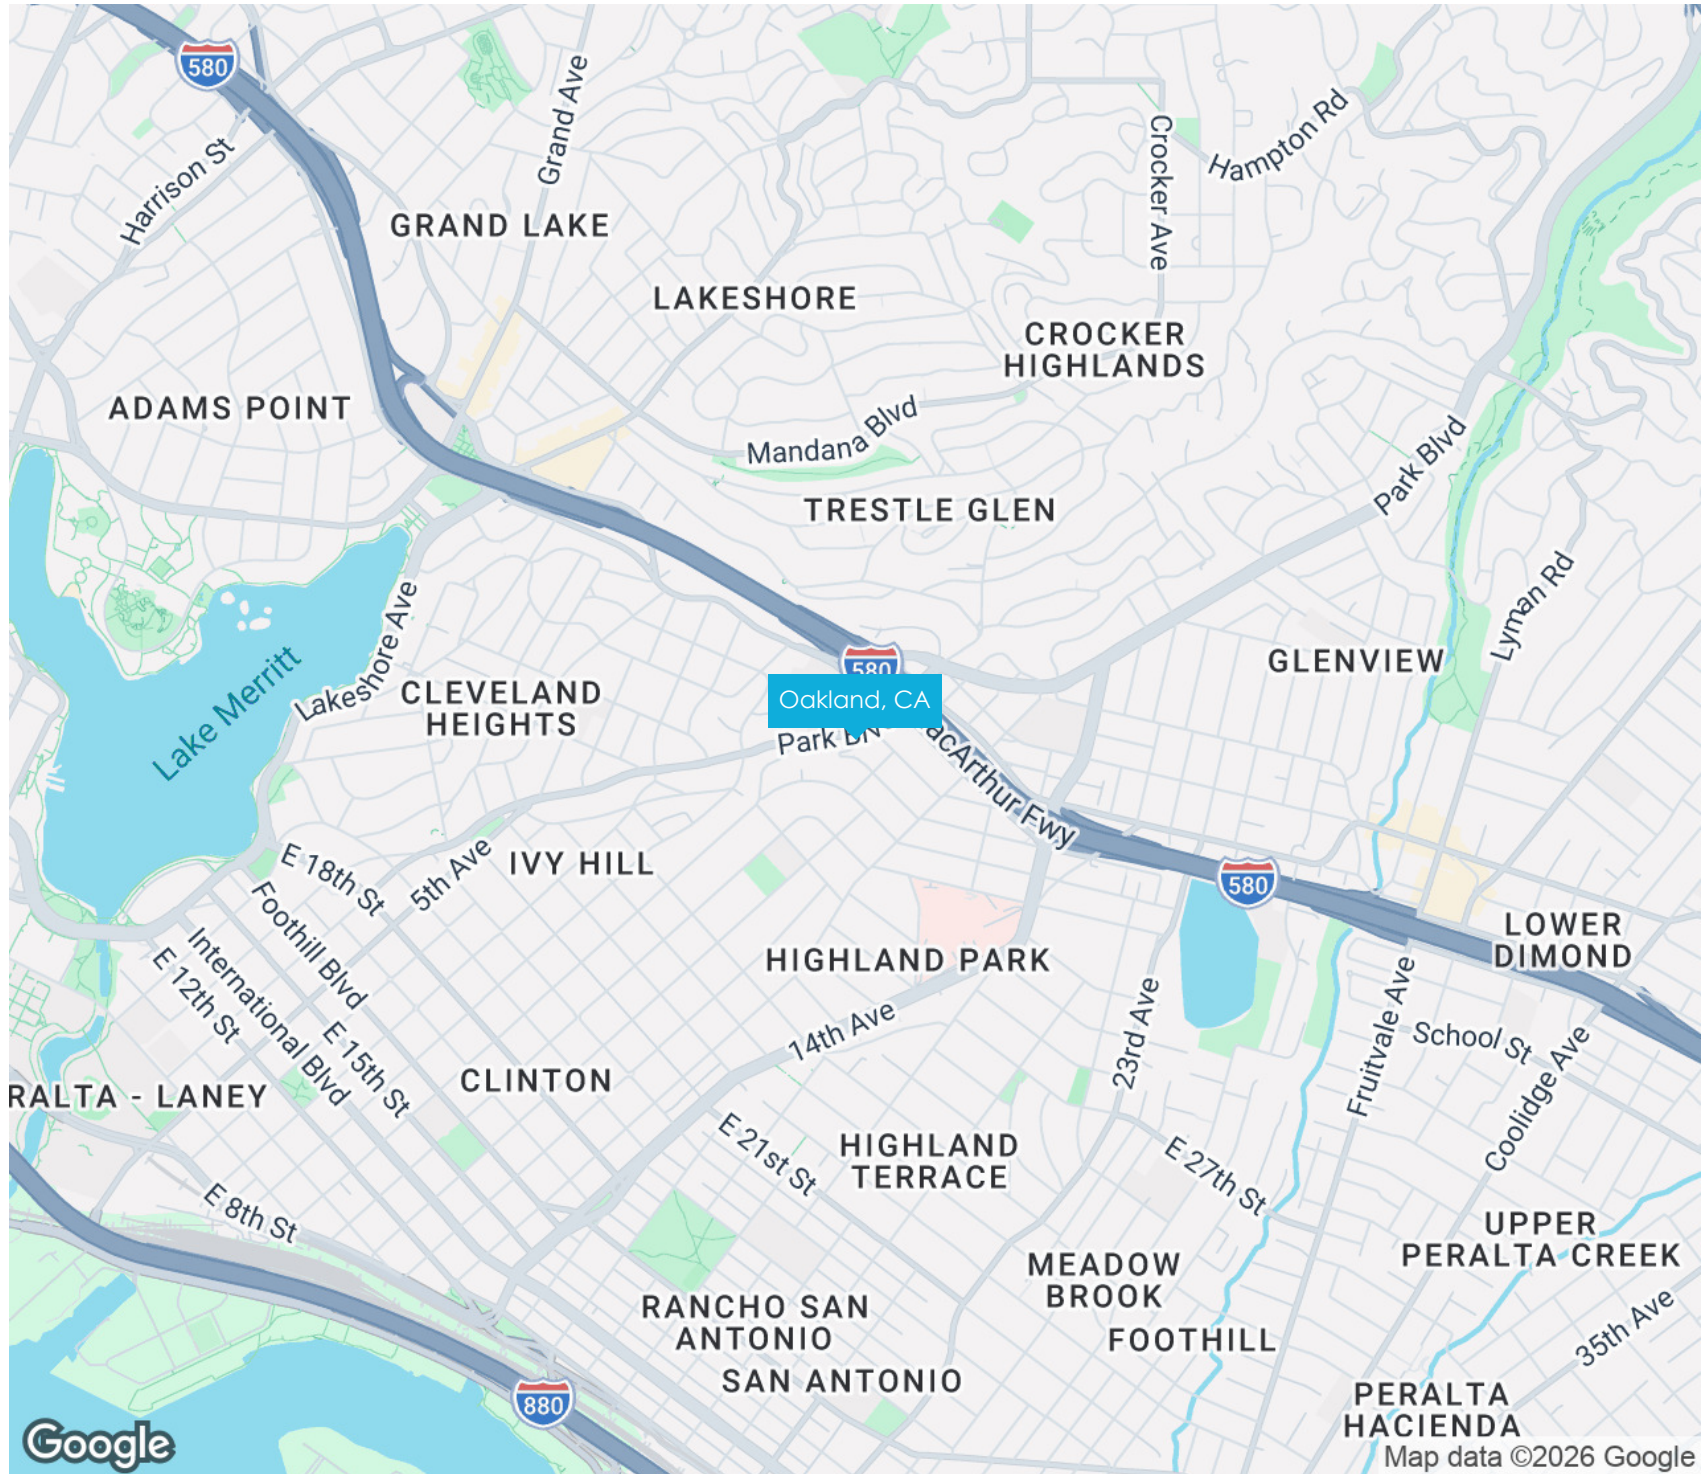 580
Grand Ave
Harrison St
Crocker Ave
Hampton Rd
GRAND LAKE
LAKESHORE
CROCKER
HIGHLANDS
ADAMS POINT
Mandana Blvd
Park Blvd
TRESTLE GLEN
Lyman Rd
Lakeshore Ave
Lake Merritt
580
GLENVIEW
CLEVELAND
HEIGHTS
Oakland, CA
Park
MacArthur Fwy
E 18th St
5th Ave
IVY HILL
580
Foothill Blvd
LOWER
DIMOND
International Blvd
E 12th St
HIGHLAND PARK
E 15th St
14th Ave
23rd Ave
Fruitvale Ave
School St
Coolidge Ave
CLINTON
RALTA - LANEY
E 21st St
HIGHLAND
TERRACE
E 27th St
E 8th St
UPPER
PERALTA CREEK
MEADOW
BROOK
RANCHO SAN
ANTONIO
FOOTHILL
35th Ave
SAN ANTONIO
880
PERALTA
HACIENDA
Google
Map data ©2026 Google